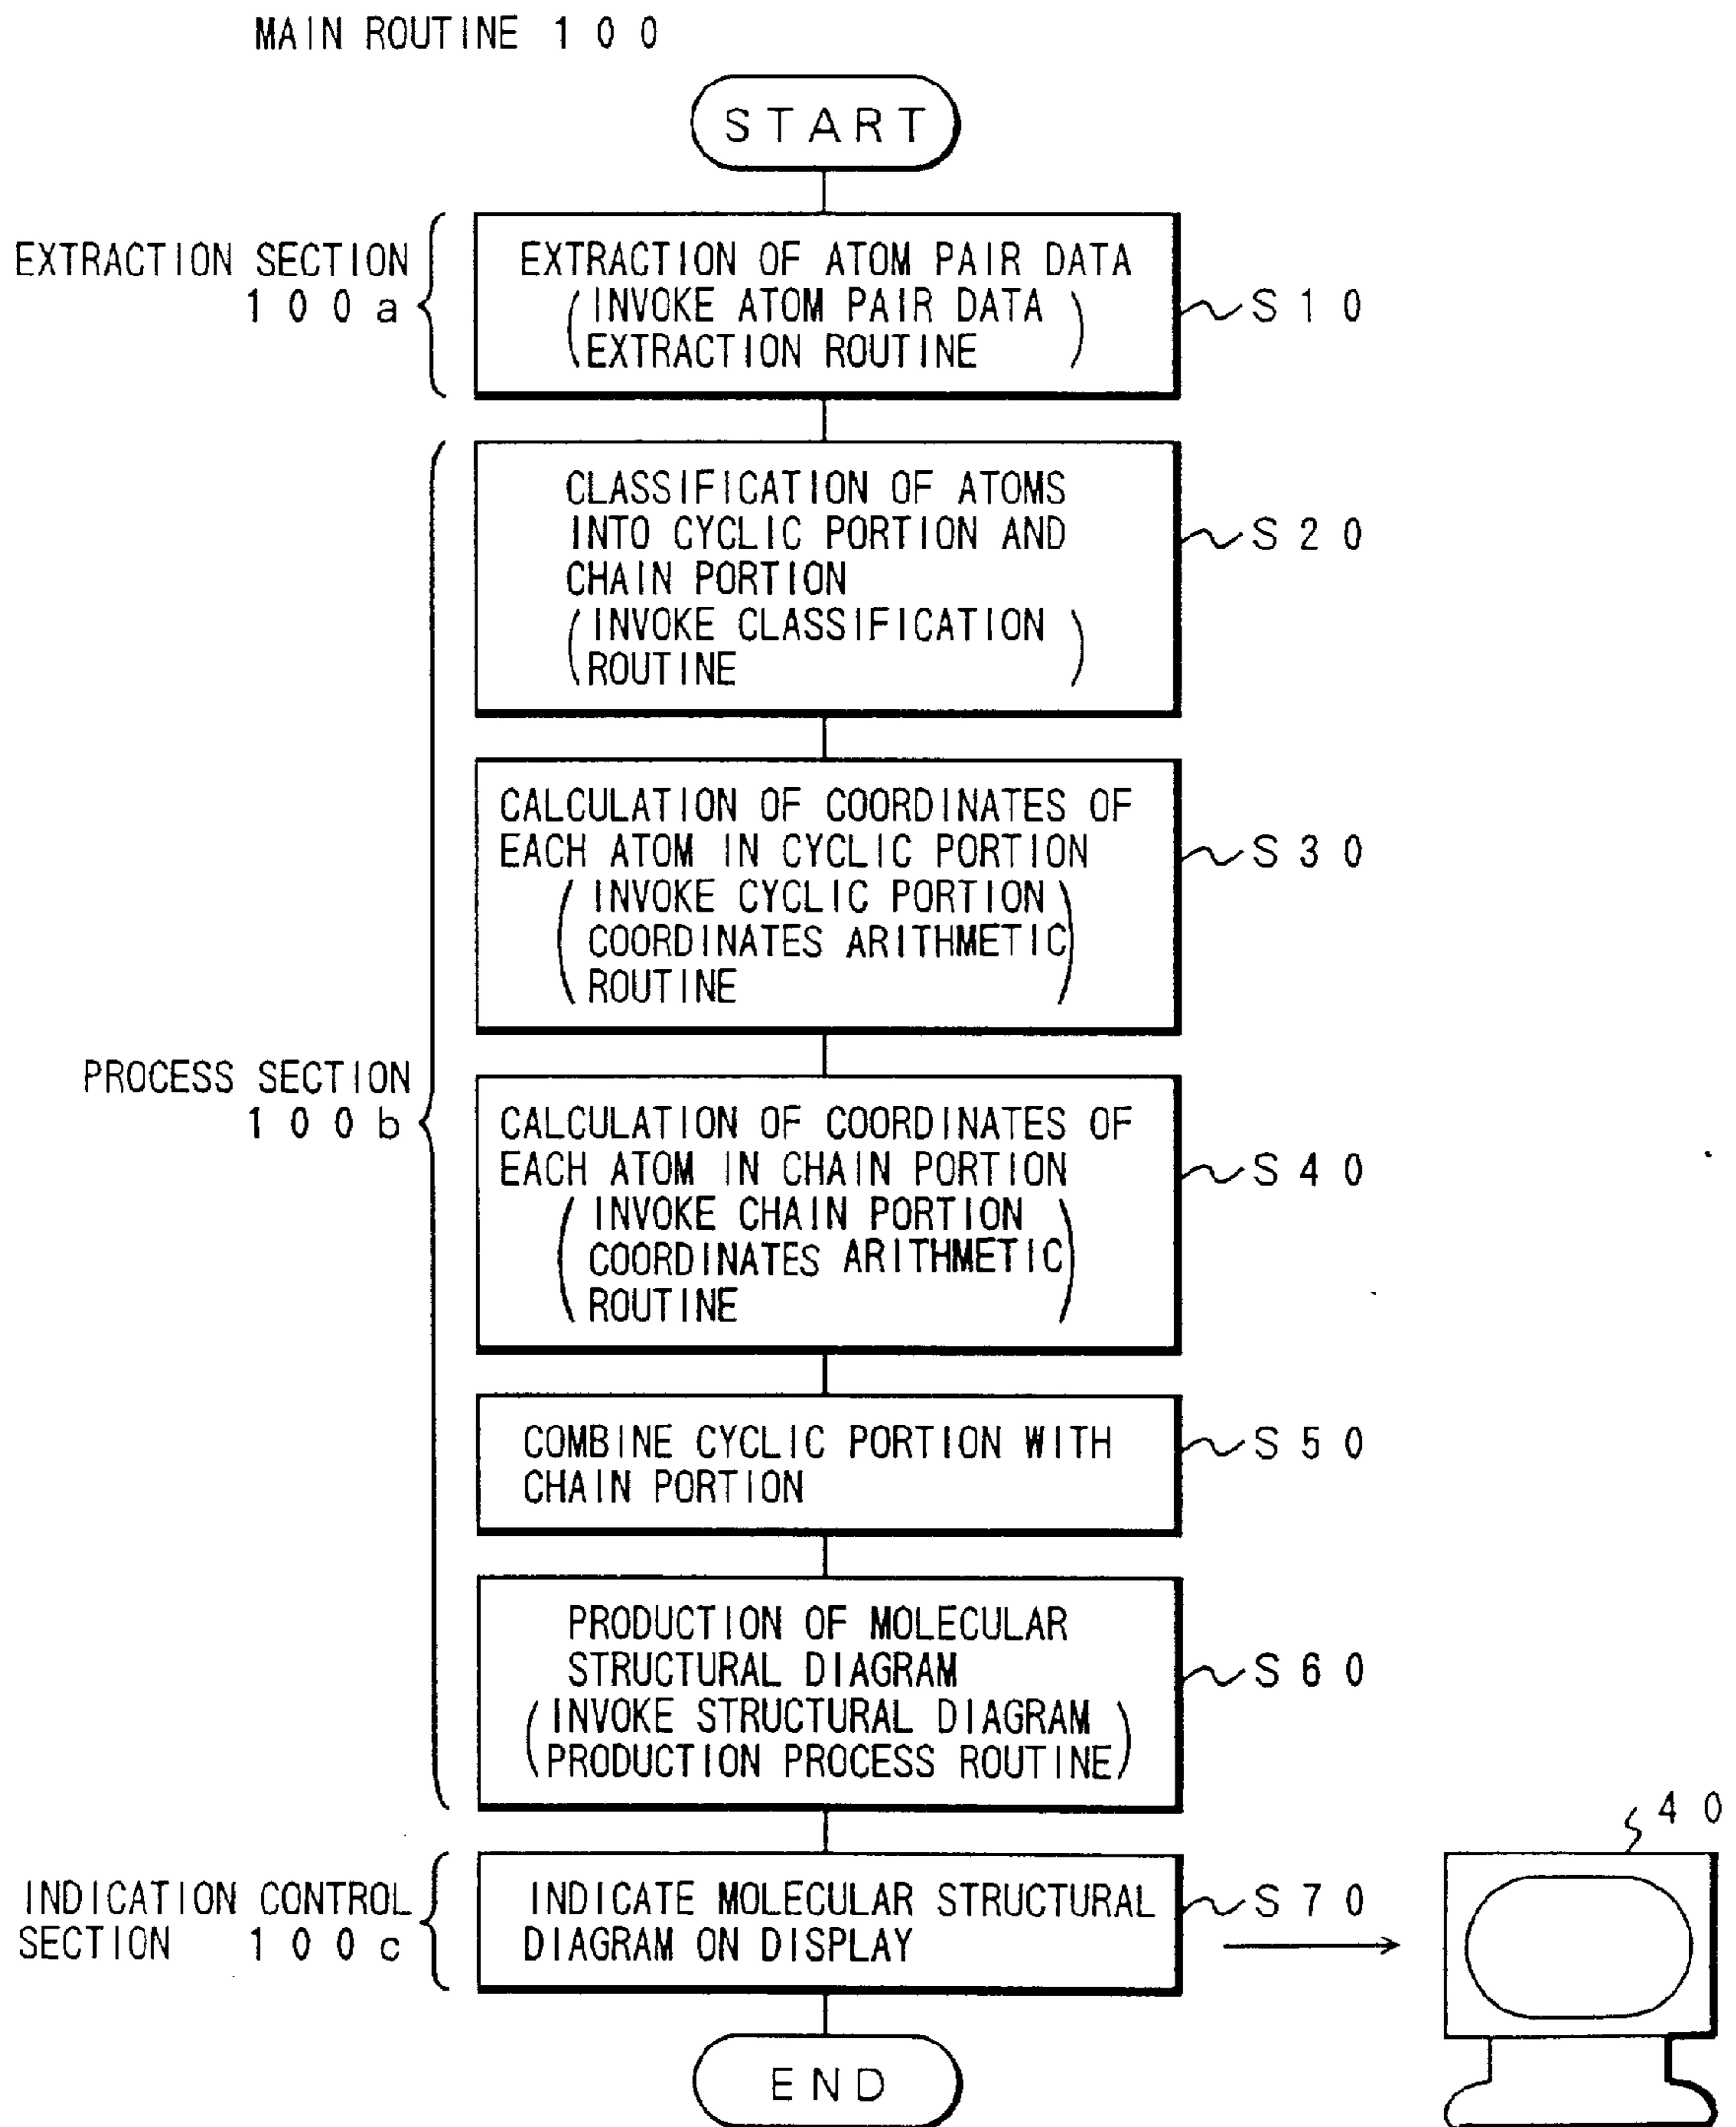 MAIN ROUTINE 100
START
EXTRACTION SECTION
100a
EXTRACTION OF ATOM PAIR DATA
(INVOKE ATOM PAIR DATA
EXTRACTION ROUTINE)
S10
CLASSIFICATION OF ATOMS
INTO CYCLIC PORTION AND
CHAIN PORTION
(INVOKE CLASSIFICATION
ROUTINE)
S20
CALCULATION OF COORDINATES OF
EACH ATOM IN CYCLIC PORTION
(INVOKE CYCLIC PORTION
COORDINATES ARITHMETIC
ROUTINE)
S30
PROCESS SECTION
100b
CALCULATION OF COORDINATES OF
EACH ATOM IN CHAIN PORTION
(INVOKE CHAIN PORTION
COORDINATES ARITHMETIC
ROUTINE)
S40
COMBINE CYCLIC PORTION WITH
CHAIN PORTION
S50
PRODUCTION OF MOLECULAR
STRUCTURAL DIAGRAM
(INVOKE STRUCTURAL DIAGRAM
PRODUCTION PROCESS ROUTINE)
S60
INDICATION CONTROL
SECTION 100c
INDICATE MOLECULAR STRUCTURAL
DIAGRAM ON DISPLAY
S70
40
END